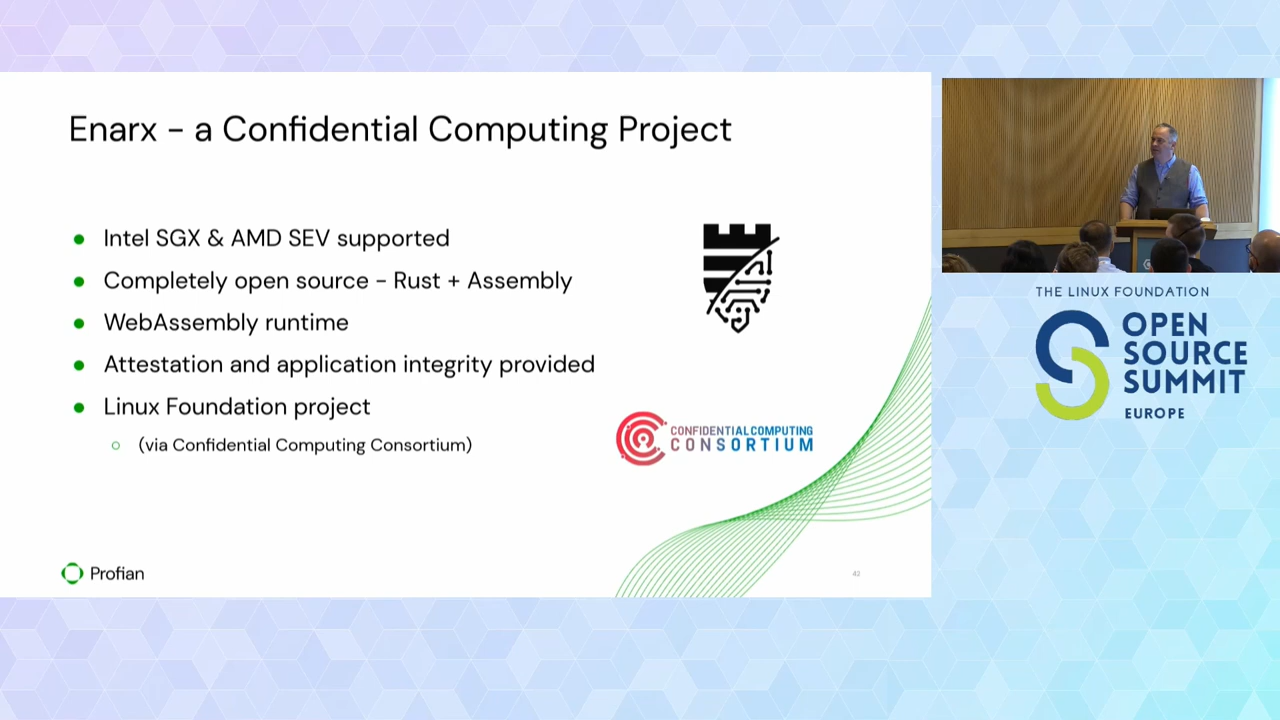 Enarx - a Confidential Computing Project
Intel SGX & AMD SEV supported
Completely open source - Rust + Assembly
WebAssembly runtime
Attestation and application integrity provided
Linux Foundation project
(via Confidential Computing Consortium)
CONFIDENTIAL COMPUTING
CONSORTIUM
Profian
THE LINUX FOUNDATION
OPEN
SOURCE
SUMMIT
EUROPE